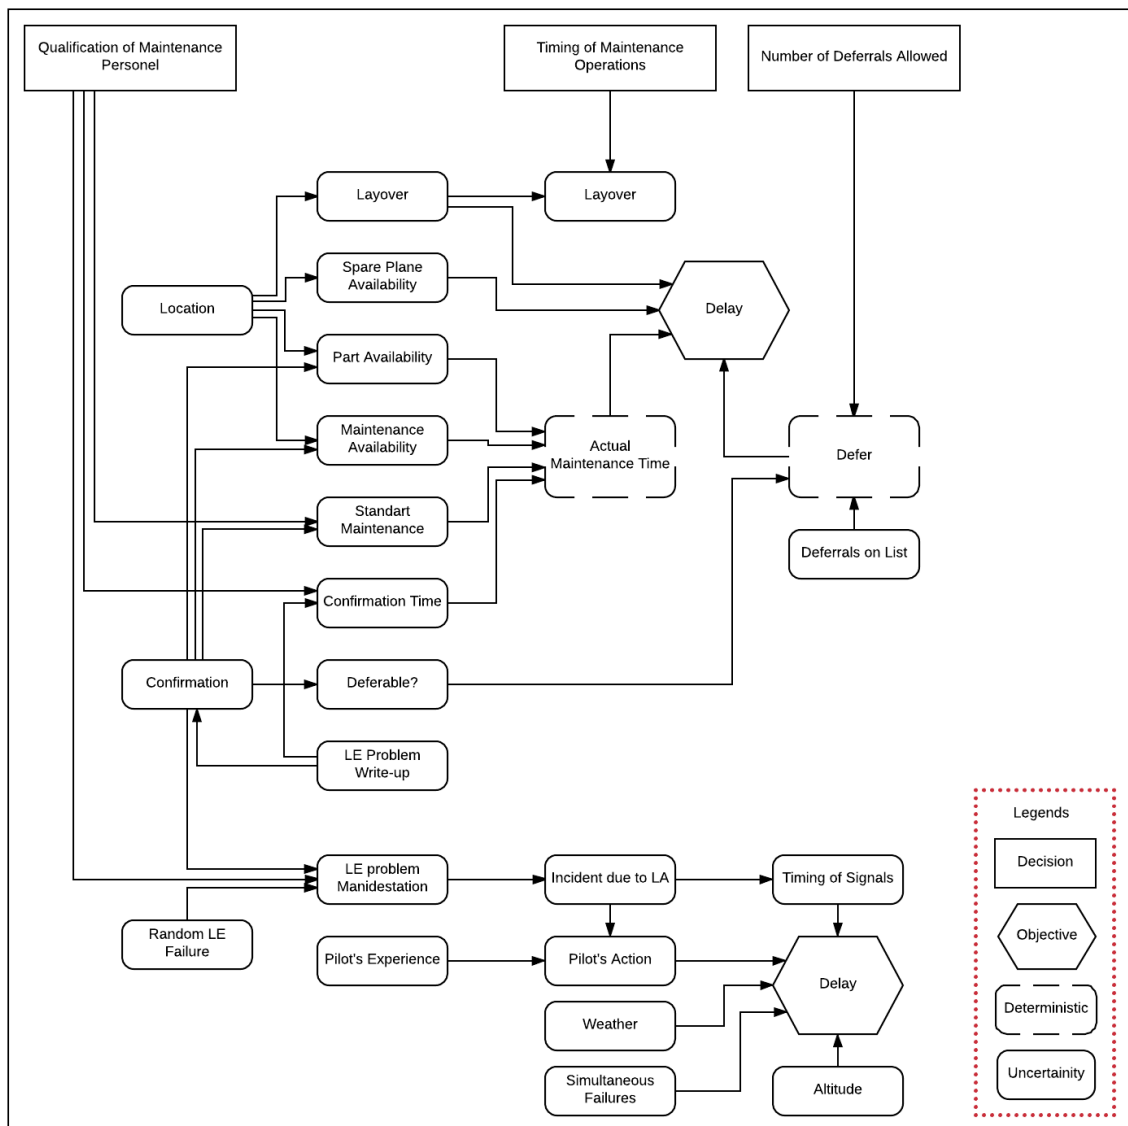 Qualification of Maintenance
Personel
Timing of Maintenance
Operations
Number of Deferrals Allowed
Layover
Layover
Spare Plane
Availability
Location
Delay
Part Availability
Maintenance
Availability
Actual
Maintenance Time
Defer
Standart
Maintenance
Deferrals on List
Confirmation Time
Confirmation
Deferable?
LE Problem
Write-up
Legends
Decision
LE problem
Manidestation
Incident due to LA
Timing of Signals
Random LE
Failure
Pilot's Experience
Pilot's Action
Delay
Objective
Weather
Deterministic
Simultaneous
Failures
Altitude
Uncertainity